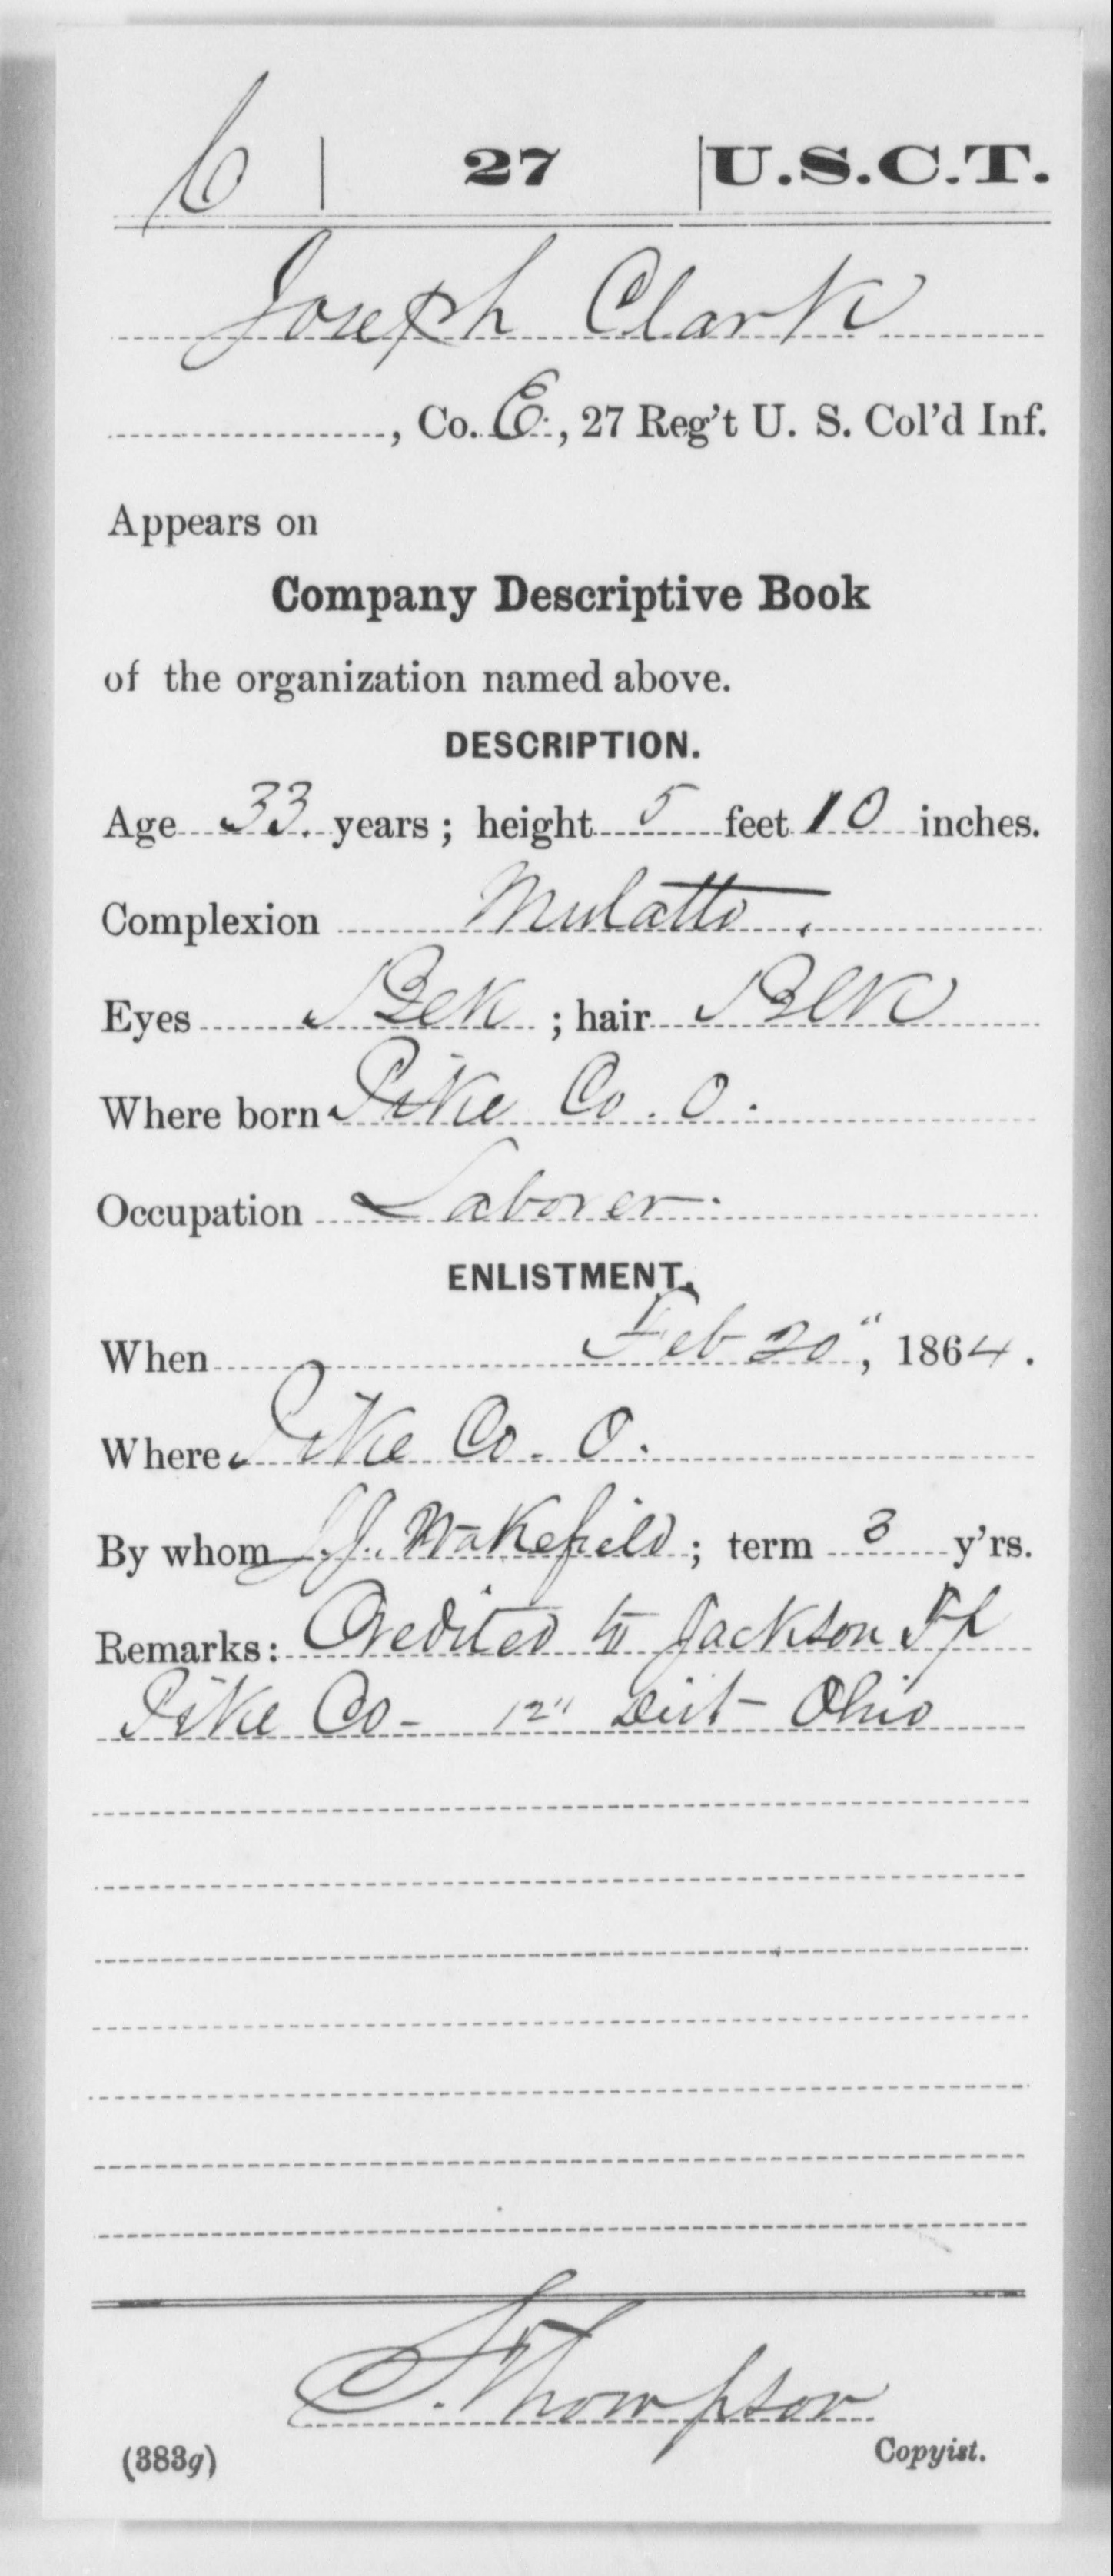 C | 27 | U.S.C.T.
Joseph Clark
, Co. E., 27 Reg't U. S. Col'd Inf.
Appears on
Company Descriptive Book
of the organization named above.
DESCRIPTION.
Age 33. years; height 5 feet 10 inches.
Complexion Mulatto.
Eyes Blk ; hair Blk
Where born Pike Co. O.
Occupation Laborer.
ENLISTMENT.
When Feb 20", 1864.
Where Pike Co. O.
By whom J.J. Wakefield; term 3 y'rs.
Remarks: Credited to Jackson Tp
Pike Co- 12" Dist- Ohio
S. Thompson
(383g) Copyist.